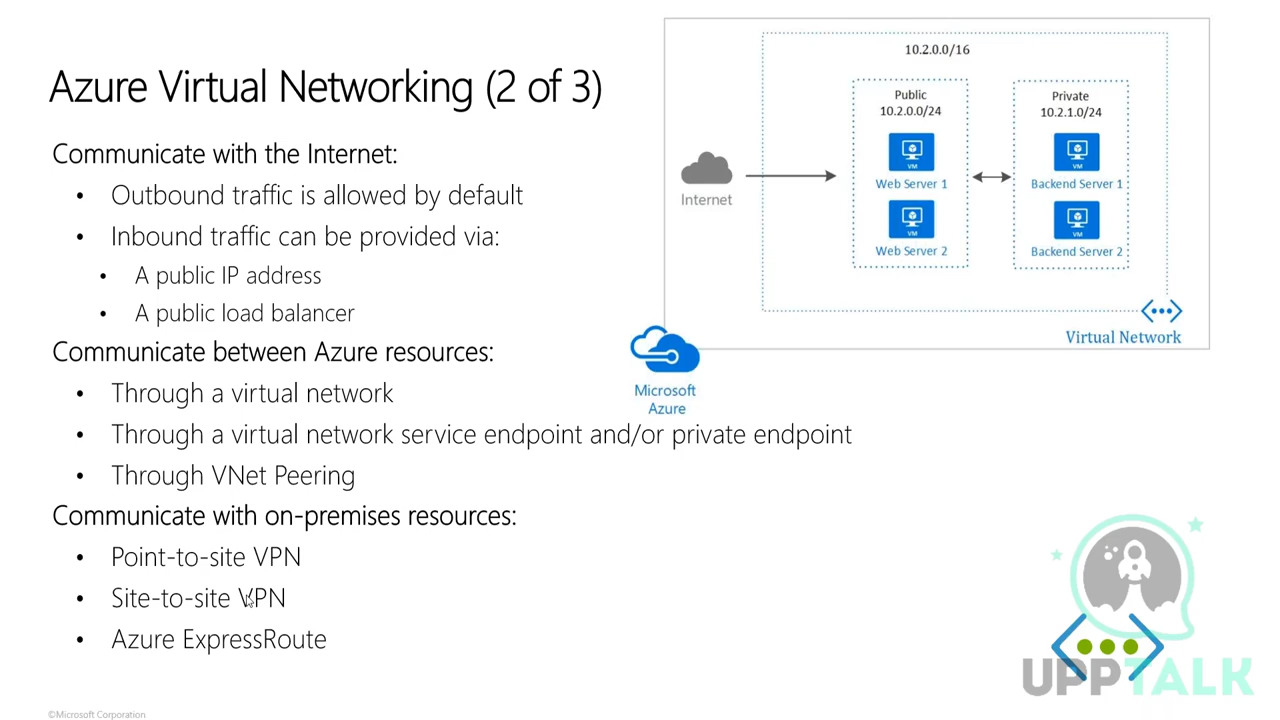 Azure Virtual Networking (2 of 3)
Communicate with the Internet:
• Outbound traffic is allowed by default
• Inbound traffic can be provided via:
• A public IP address
• A public load balancer
Communicate between Azure resources:
• Through a virtual network
• Through a virtual network service endpoint and/or private endpoint
• Through VNet Peering
Communicate with on-premises resources:
• Point-to-site VPN
• Site-to-site VPN
• Azure ExpressRoute
10.2.0.0/16
Public
10.2.0.0/24
VM
Web Server 1
VM
Web Server 2
Private
10.2.1.0/24
VM
Backend Server 1
VM
Backend Server 2
Internet
Virtual Network
Microsoft
Azure
UPPTALK
©Microsoft Corporation